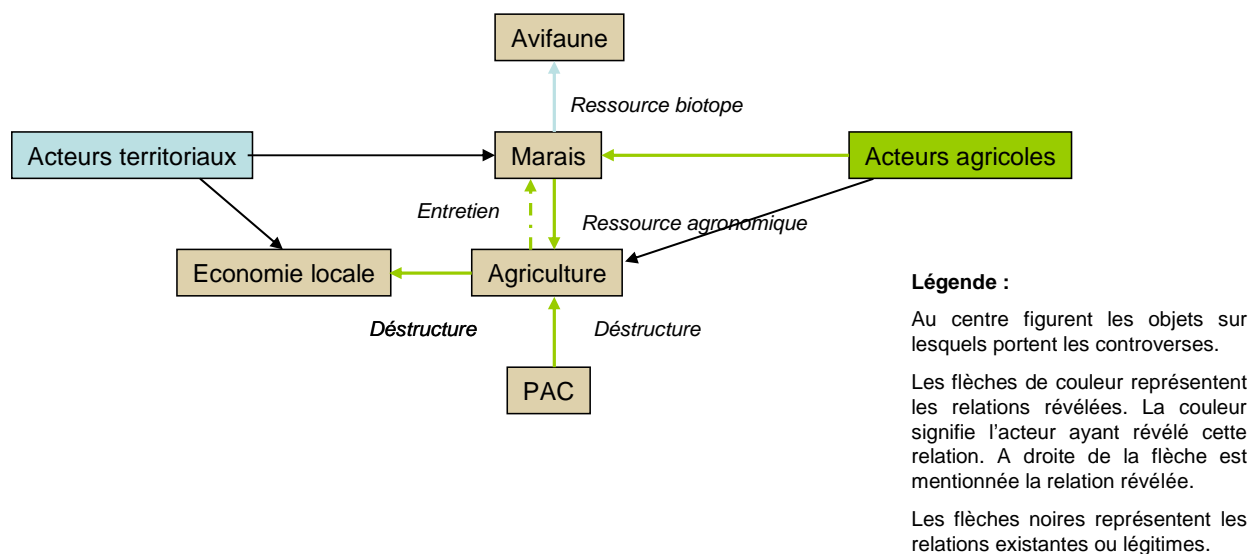 Avifaune
Ressource biotope
Acteurs territoriaux
Marais
Acteurs agricoles
Entretien
Ressource agronomique
Economie locale
Agriculture
Déstructure
Déstructure
PAC
Légende :
Au centre figurent les objets sur
lesquels portent les controverses.
Les flèches de couleur représentent
les relations révélées. La couleur
signifie l'acteur ayant révélé cette
relation. A droite de la flèche est
mentionnée la relation révélée.
Les flèches noires représentent les
relations existantes ou légitimes.